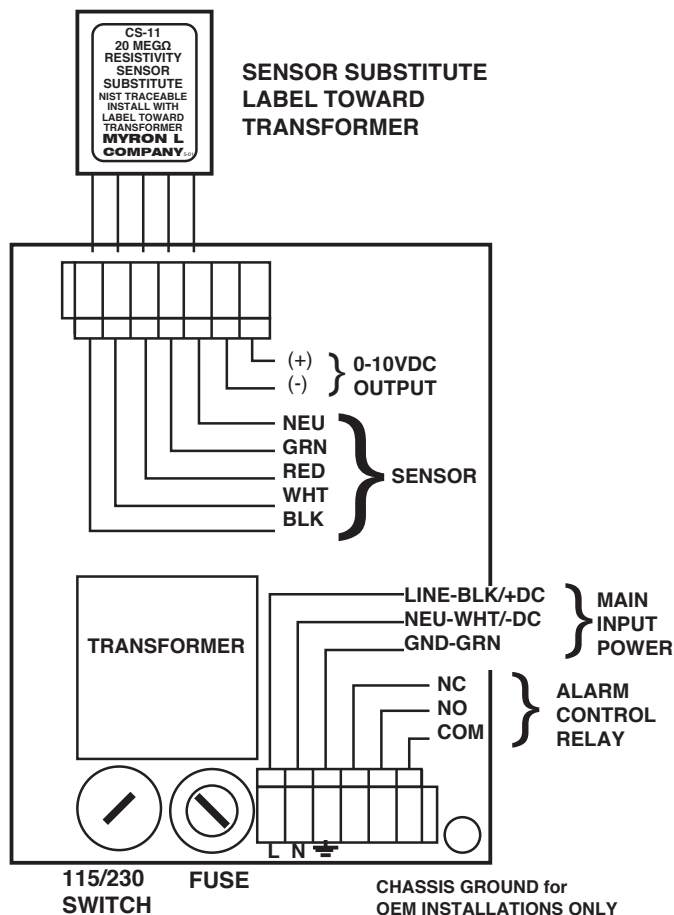 CS-11
20 MEGΩ
RESISTIVITY
SENSOR
SUBSTITUTE
NIST TRACEABLE
INSTALL WITH
LABEL TOWARD
TRANSFORMER
MYRON L
COMPANY
SENSOR SUBSTITUTE
LABEL TOWARD
TRANSFORMER
(+)
(-)
0-10VDC
OUTPUT
NEU
GRN
RED
WHT
BLK
SENSOR
TRANSFORMER
LINE-BLK/+DC
NEU-WHT/-DC
GND-GRN
MAIN
INPUT
POWER
NC
NO
COM
ALARM
CONTROL
RELAY
L N
115/230
SWITCH
FUSE
CHASSIS GROUND for
OEM INSTALLATIONS ONLY